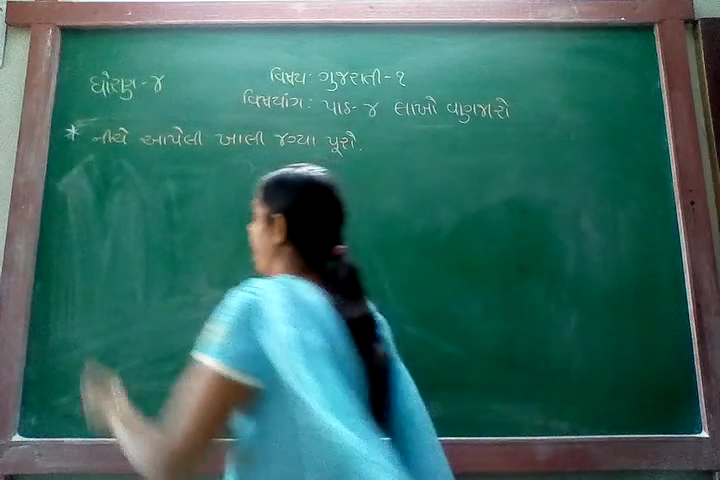 ધોરણ-૪
વિષય: ગુજરાતી-૧
વિષયાંગ: પાઠ-૪ લાખો વણજારો
* નીચે આપેલી ખાલી જગ્યા પૂરો.